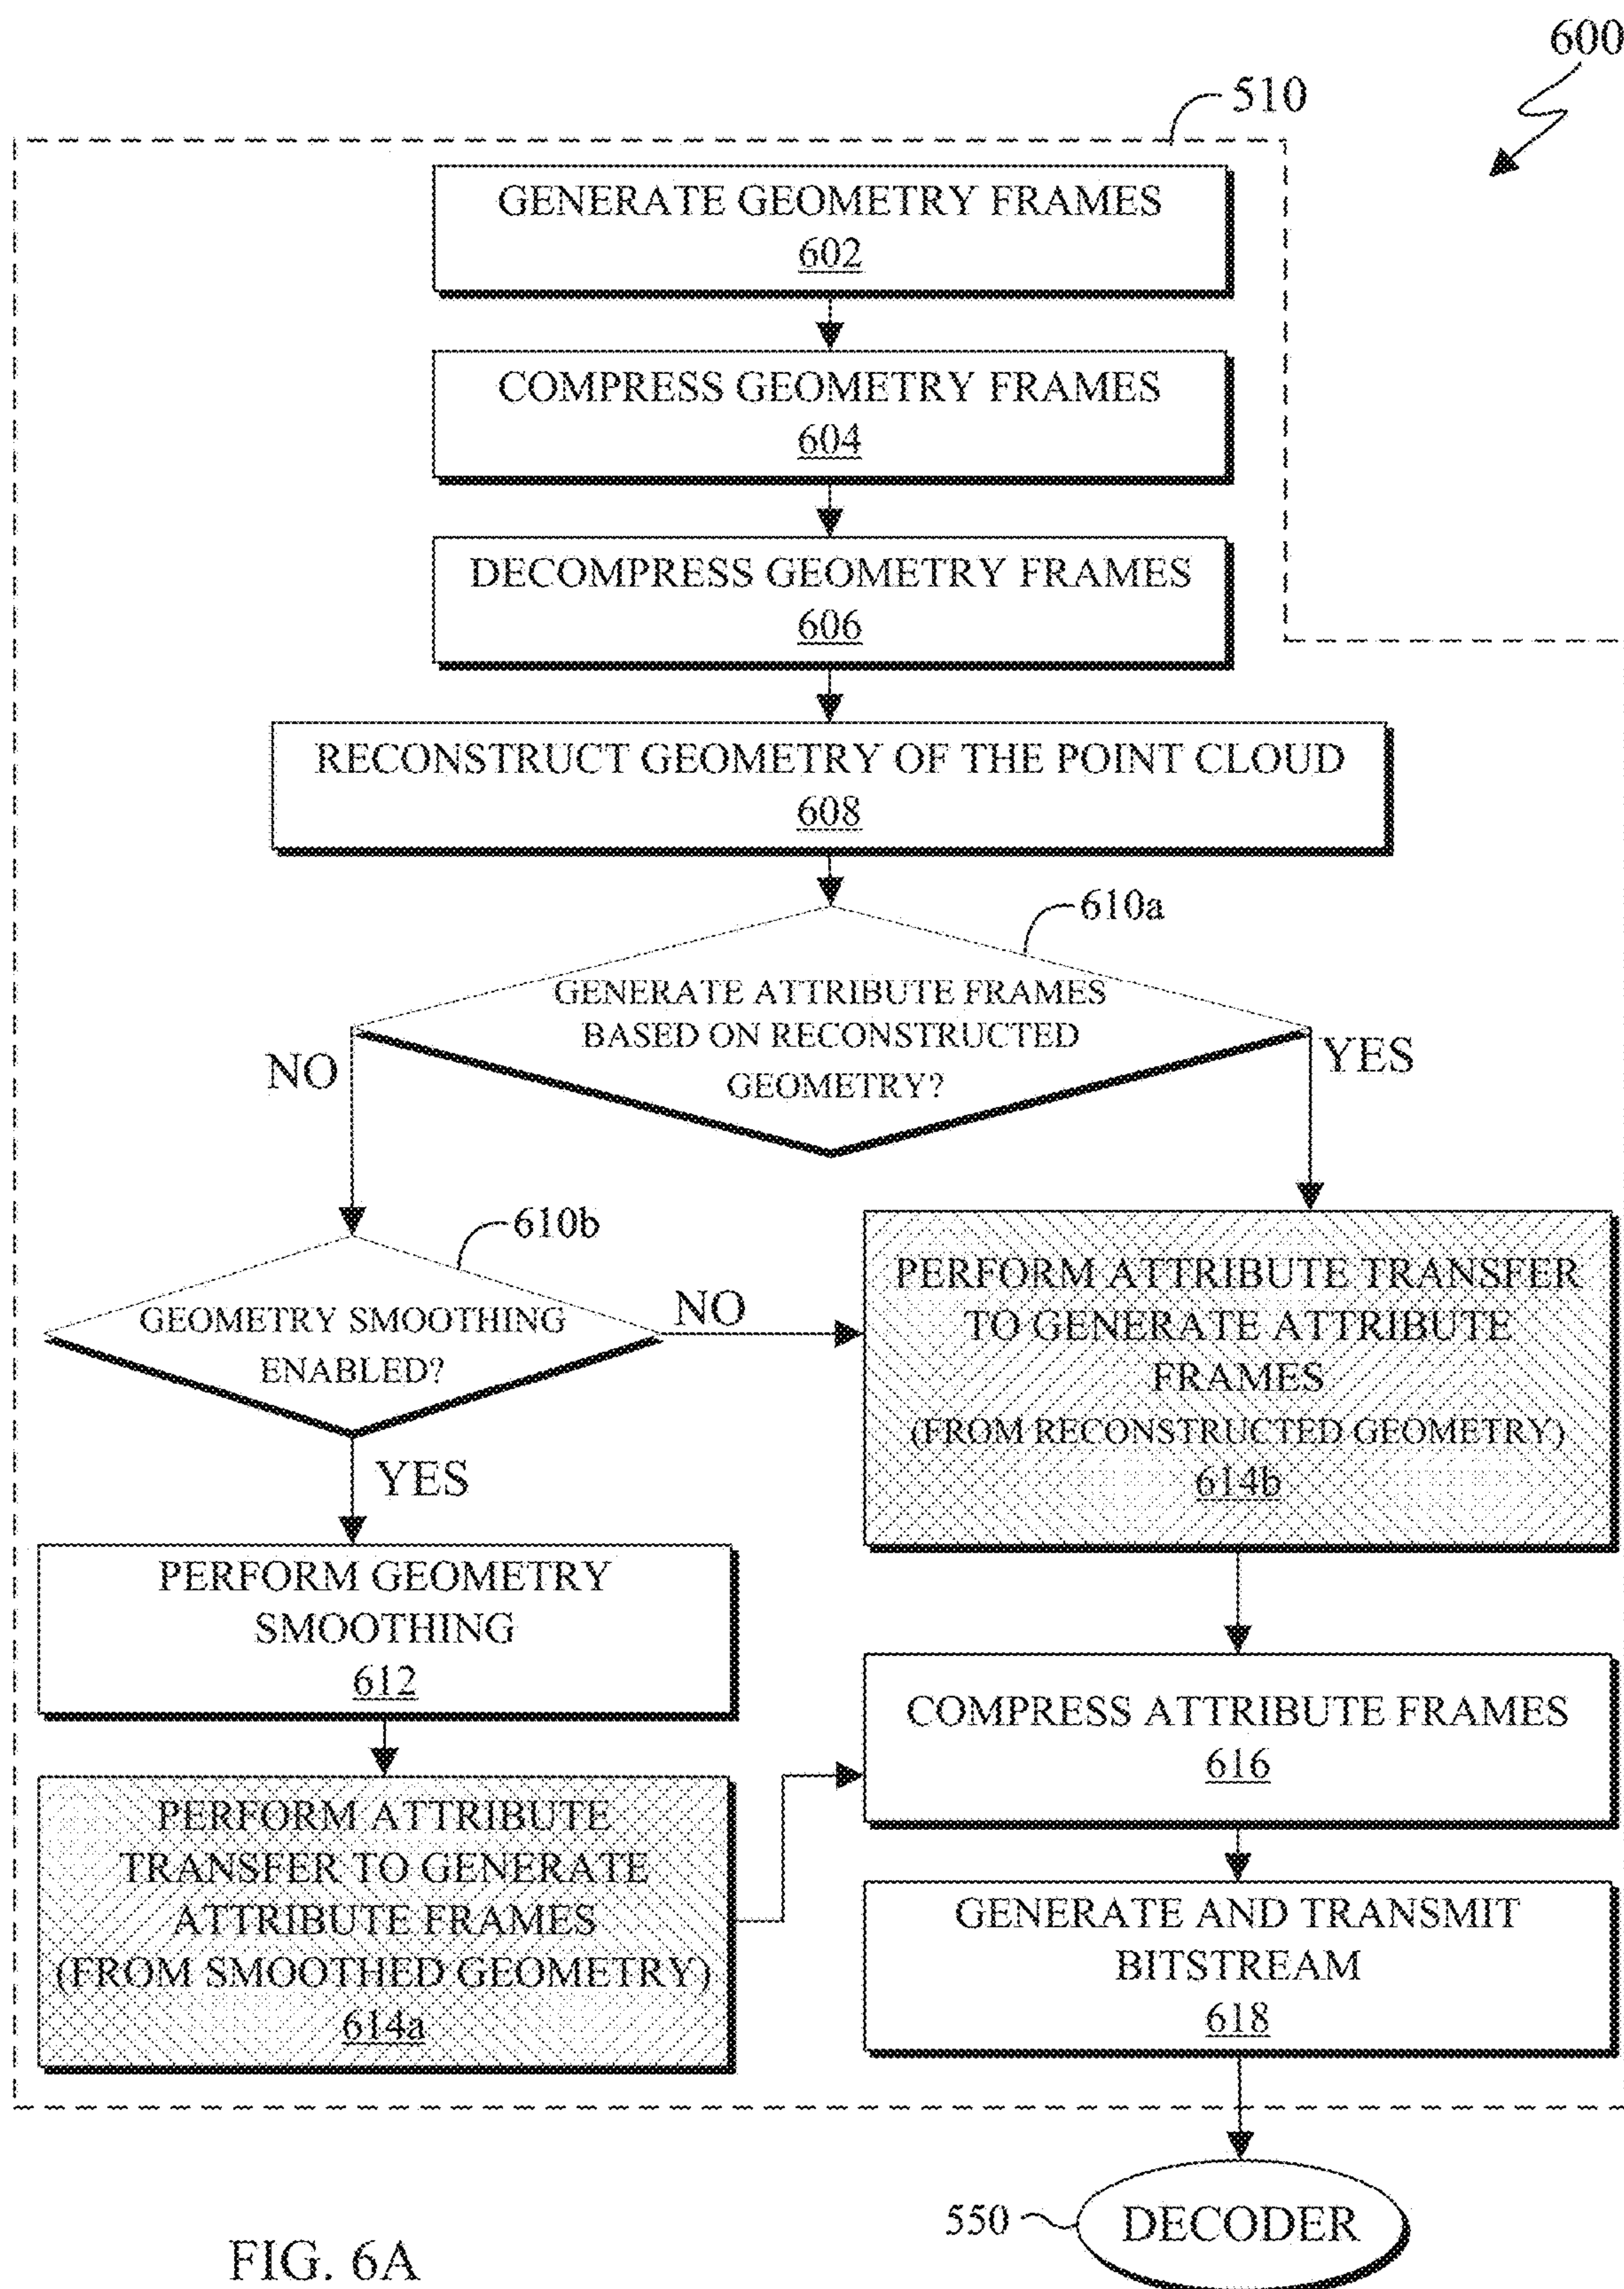 600
510
GENERATE GEOMETRY FRAMES
602
COMPRESS GEOMETRY FRAMES
604
DECOMPRESS GEOMETRY FRAMES
606
RECONSTRUCT GEOMETRY OF THE POINT CLOUD
608
610a
GENERATE ATTRIBUTE FRAMES
BASED ON RECONSTRUCTED
GEOMETRY?
NO
YES
610b
GEOMETRY SMOOTHING
ENABLED?
NO
YES
PERFORM ATTRIBUTE TRANSFER
TO GENERATE ATTRIBUTE
FRAMES
(FROM RECONSTRUCTED GEOMETRY)
614b
PERFORM GEOMETRY
SMOOTHING
612
PERFORM ATTRIBUTE
TRANSFER TO GENERATE
ATTRIBUTE FRAMES
(FROM SMOOTHED GEOMETRY)
614a
COMPRESS ATTRIBUTE FRAMES
616
GENERATE AND TRANSMIT
BITSTREAM
618
550
DECODER
FIG. 6A